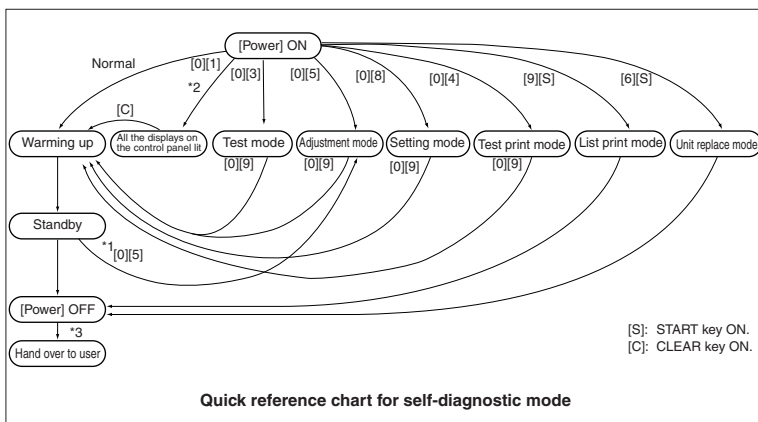 [Power] ON
Normal
[0][1]
*2
[0][3]
[0][5]
[0][8]
[0][4]
[9][S]
[6][S]
[C]
Warming up
All the displays on
the control panel lit
Test mode
Adjustment mode
Setting mode
Test print mode
List print mode
Unit replace mode
[0][9]
[0][9]
[0][9]
[0][9]
Standby
*1
[0][5]
[Power] OFF
*3
Hand over to user
[S]: START key ON.
[C]: CLEAR key ON.
Quick reference chart for self-diagnostic mode